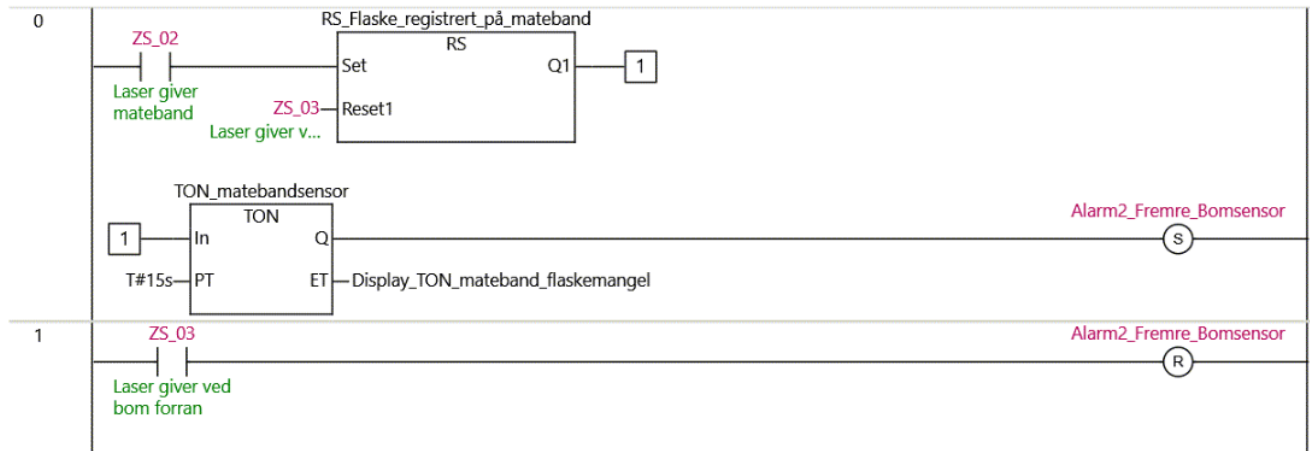 0
RS_Flaske_registrert_på_mateband
ZS_02
RS
Set
Q1
1
Laser giver
mateband
ZS_03
Reset1
Laser giver v...
TON_matebandsensor
TON
Alarm2_Fremre_Bomsensor
1
In
Q
S
T#15s
PT
ET
Display_TON_mateband_flaskemangel
1
ZS_03
Alarm2_Fremre_Bomsensor
R
Laser giver ved
bom forran